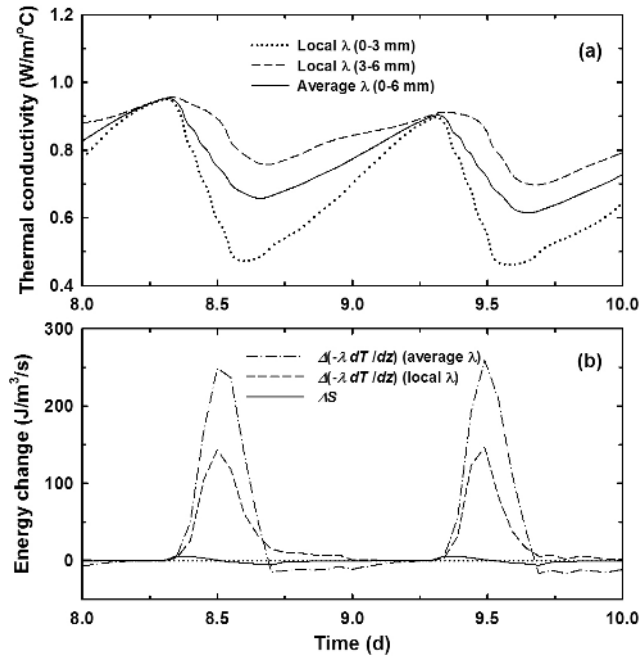 1.2
(a)
Local λ (0-3 mm)
Local λ (3-6mm)
Average λ (0-6 mm)
1.0
0.8
0.6
0.4
Thermal conductivity (W/m/°C)
8.0 8.5 9.0 9.5 10.0
300
(b)
Δ(-λ dT /dz) (average λ)
Δ(-λ dT /dz) (local λ)
ΔS
200
100
0
-100
Energy change (J/m³/s)
8.0 8.5 9.0 9.5 10.0
Time (d)